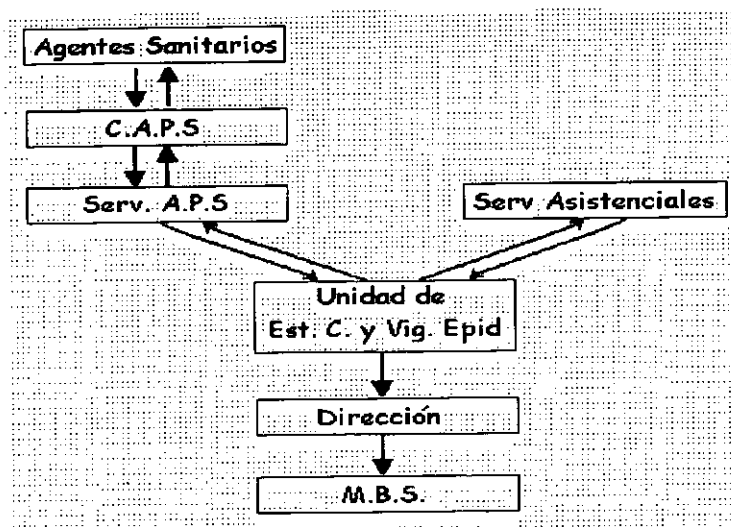 Agentes Sanitarios
C.A.P.S
Serv. A.P.S
Serv Asistenciales
Unidad de
Est. C. y Vig. Epid
Dirección
M.B.S.